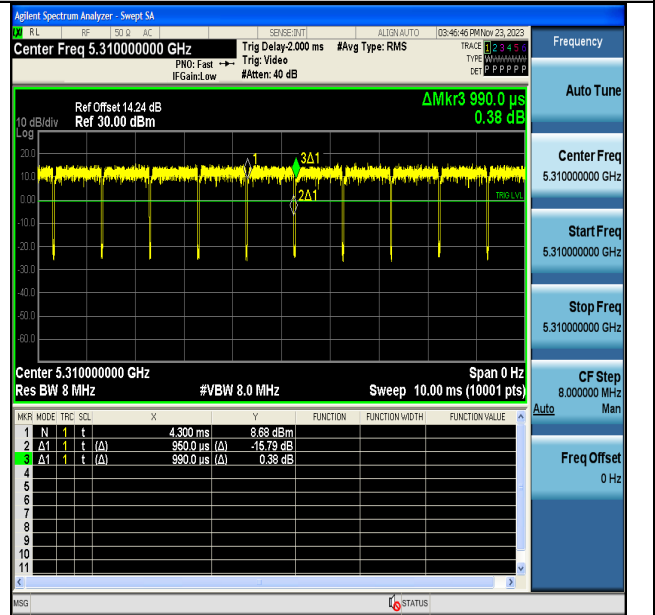 Agilent Spectrum Analyzer - Swept SA
RL RF 50 Ω AC SENSE:INT ALIGN AUTO 03:46:46 PM Nov 23, 2023
Center Freq 5.310000000 GHz
Trig Delay-2.000 ms #Avg Type: RMS
TRACE 1 2 3 4 5 6
PNO: Fast Trig: Video
TYPE
IFGain:Low #Atten: 40 dB
DET P P P P P P
ΔMkr3 990.0 µs
0.38 dB
Ref Offset 14.24 dB
10 dB/div Ref 30.00 dBm
Log
20.0
10.0
0.00
-10.0
-20.0
-30.0
-40.0
-50.0
-60.0
1
3Δ1
2Δ1
TRIG LVL
Center 5.310000000 GHz Span 0 Hz
Res BW 8 MHz #VBW 8.0 MHz Sweep 10.00 ms (10001 pts)
MKR MODE TRC SCL X Y FUNCTION FUNCTION WIDTH FUNCTION VALUE
1 N 1 t 4.300 ms 8.68 dBm
2 Δ1 1 t (Δ) 950.0 µs (Δ) -15.79 dB
3 Δ1 1 t (Δ) 990.0 µs (Δ) 0.38 dB
4
5
6
7
8
9
10
11
MSG STATUS
Frequency
Auto Tune
Center Freq
5.310000000 GHz
Start Freq
5.310000000 GHz
Stop Freq
5.310000000 GHz
CF Step
8.000000 MHz
Auto Man
Freq Offset
0 Hz